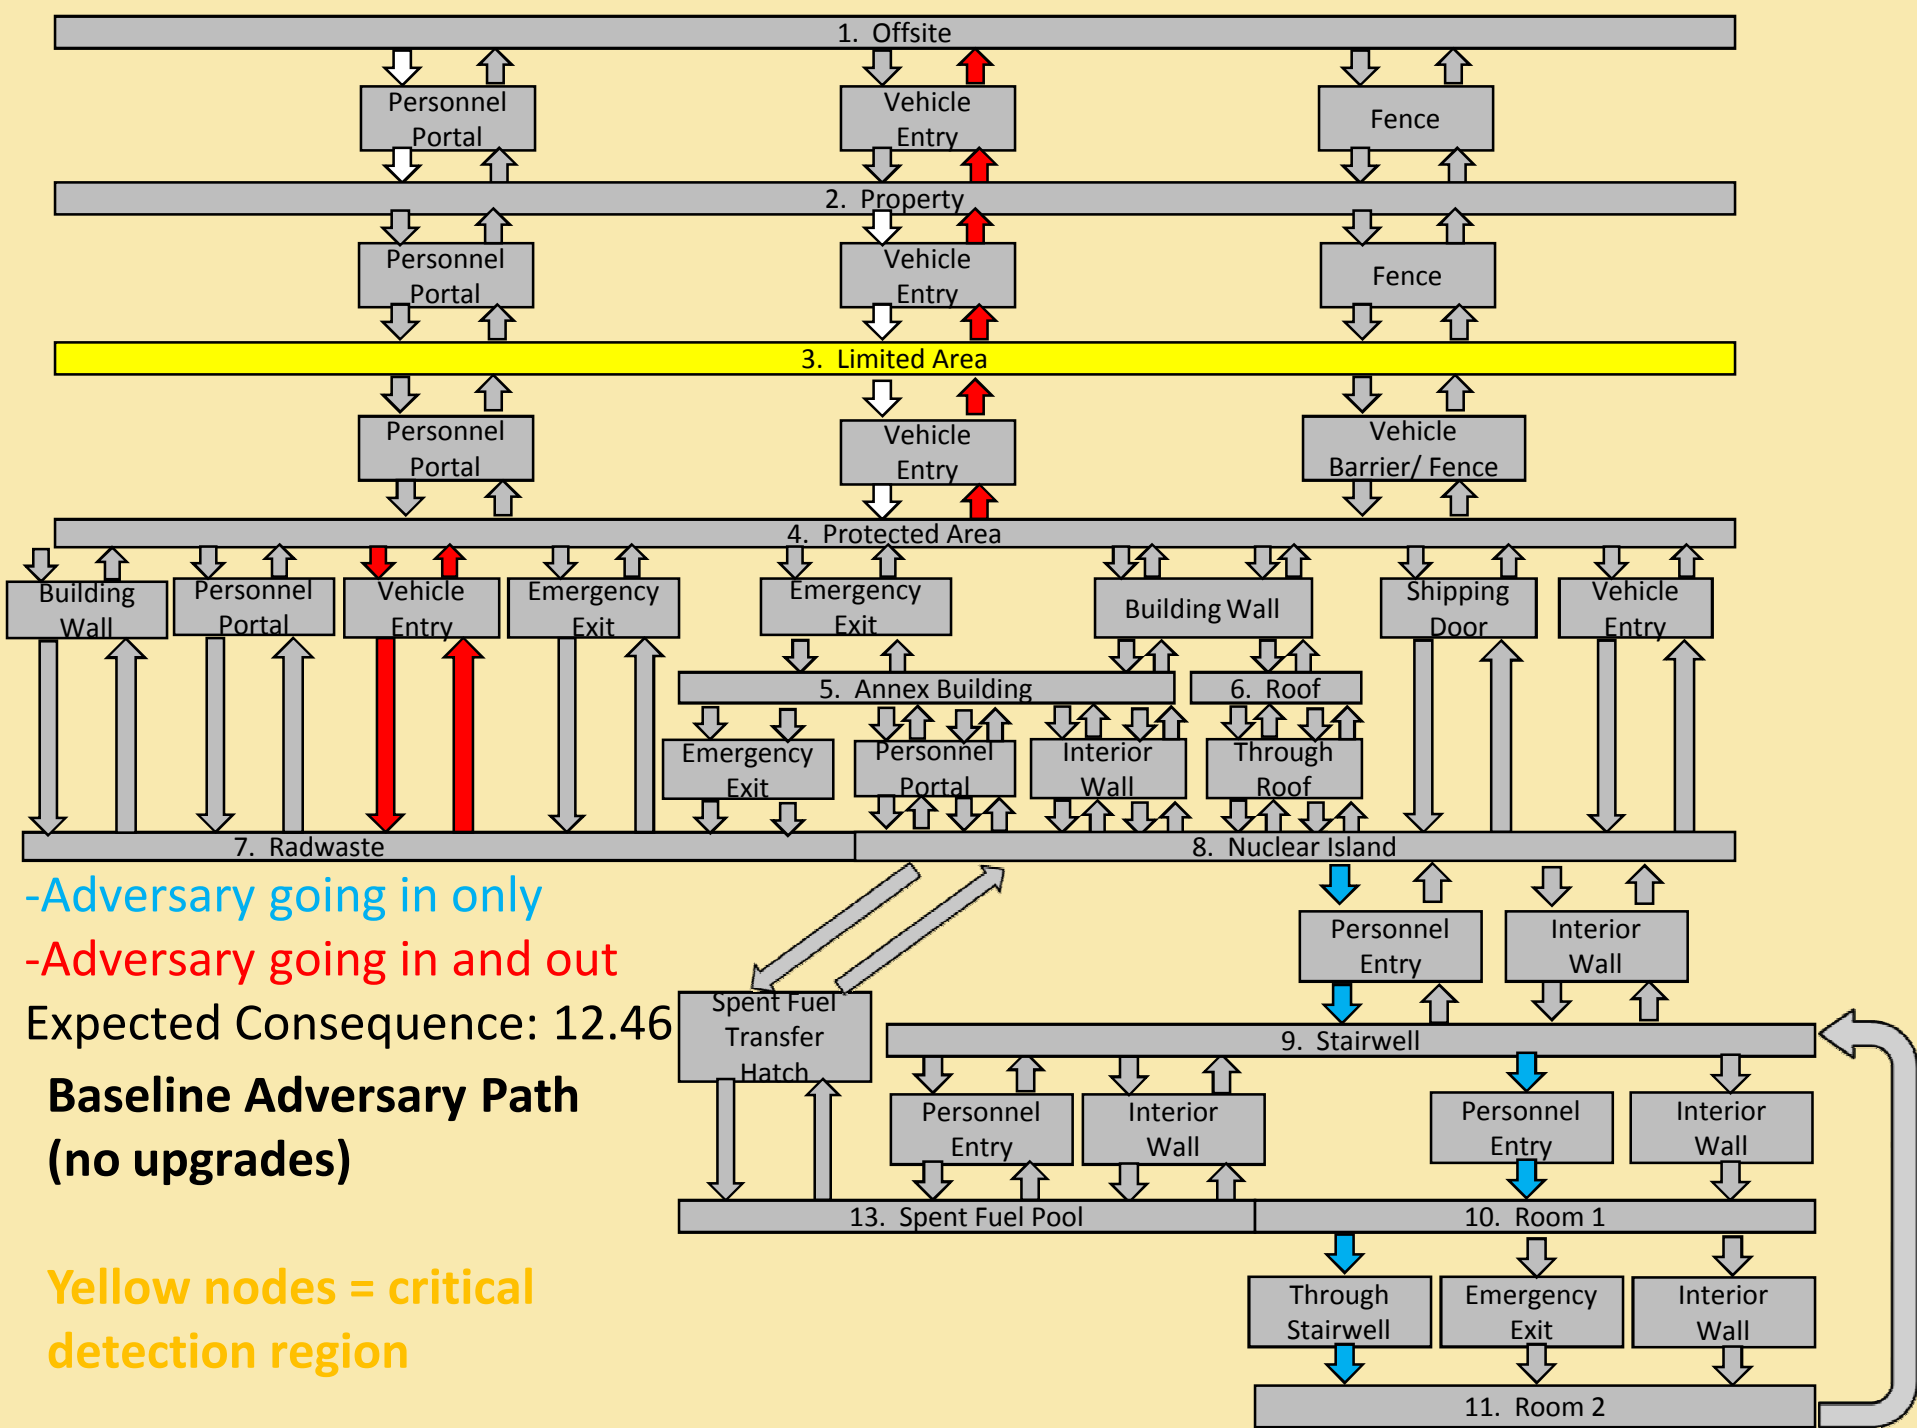 1. Offsite
Personnel
Portal
Vehicle
Entry
Fence
2. Property
Personnel
Portal
Vehicle
Entry
Fence
3. Limited Area
Personnel
Portal
Vehicle
Entry
Vehicle
Barrier/ Fence
4. Protected Area
Building
Wall
Personnel
Portal
Vehicle
Entry
Emergency
Exit
Emergency
Exit
Building Wall
Shipping
Door
Vehicle
Entry
5. Annex Building
6. Roof
Emergency
Exit
Personnel
Portal
Interior
Wall
Through
Roof
7. Radwaste
8. Nuclear Island
-Adversary going in only
-Adversary going in and out
Expected Consequence: 12.46
Baseline Adversary Path
(no upgrades)
Yellow nodes = critical
detection region
Personnel
Entry
Interior
Wall
Spent Fuel
Transfer
Hatch
9. Stairwell
Personnel
Entry
Interior
Wall
Personnel
Entry
Interior
Wall
13. Spent Fuel Pool
10. Room 1
Through
Stairwell
Emergency
Exit
Interior
Wall
11. Room 2